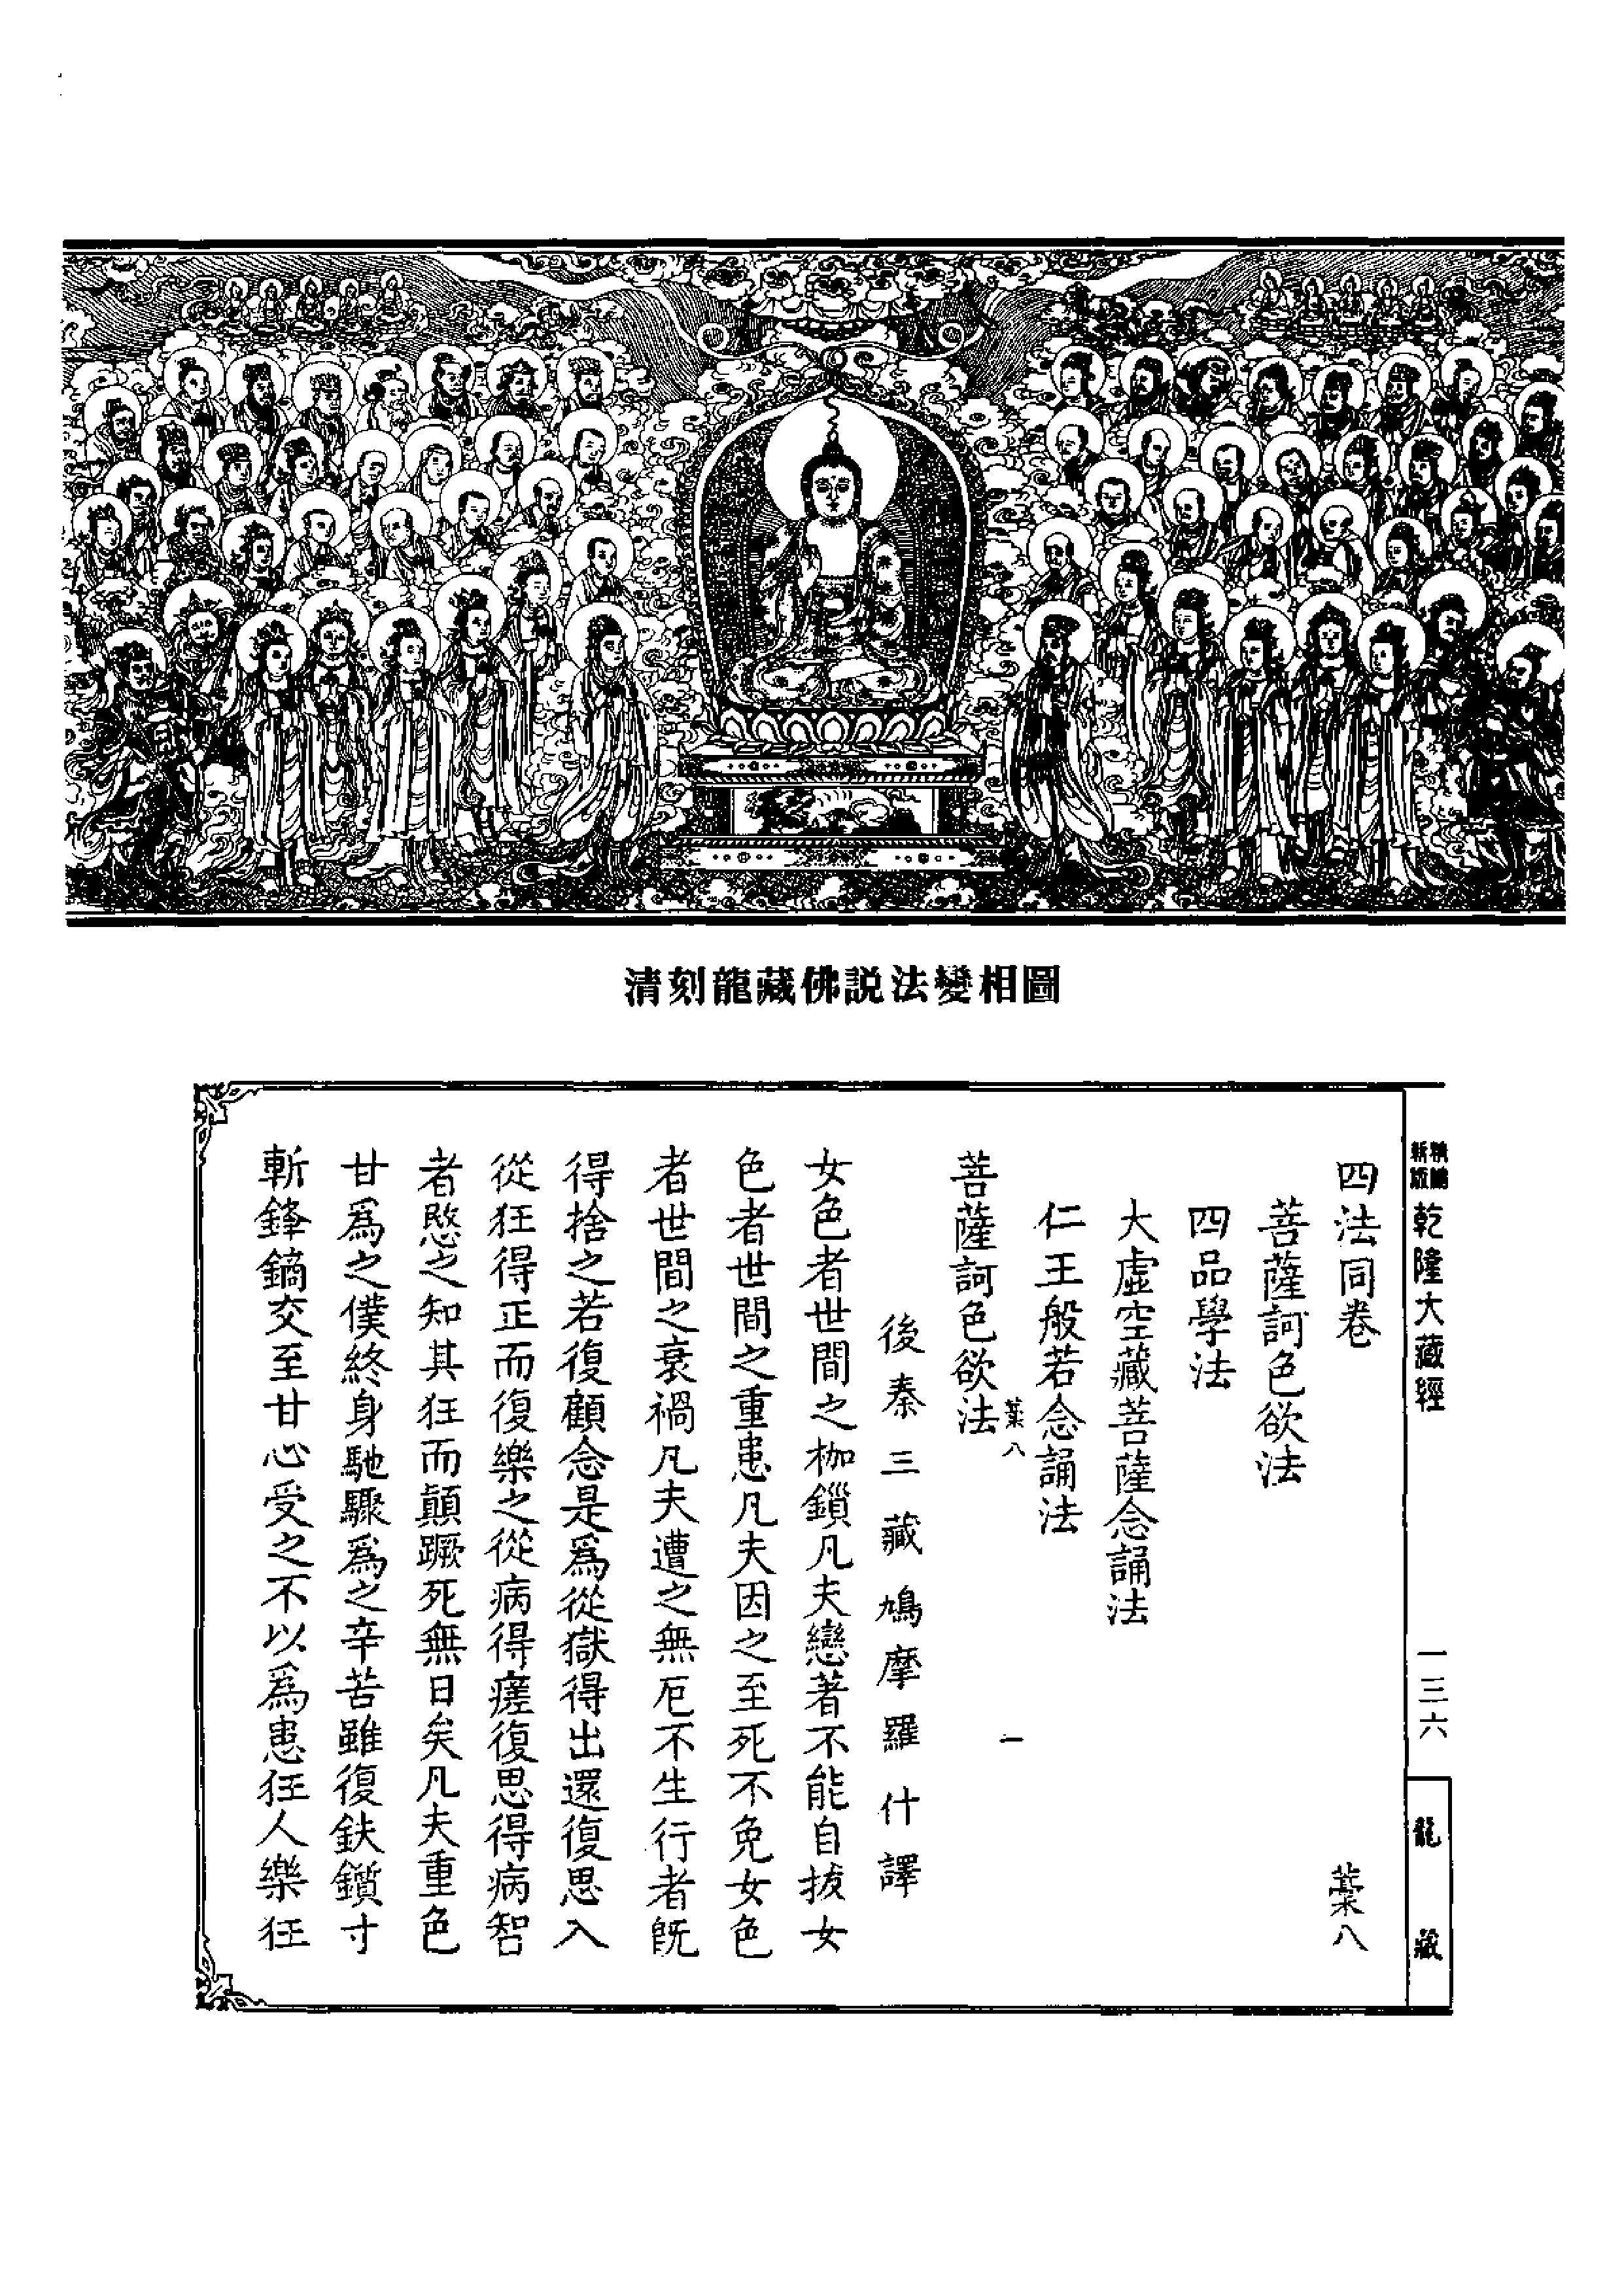 清刻龍藏佛説法變相圖
新版
乾隆大藏經
一三六
龍藏
四法同卷
藁八
菩薩訶色欲法
四品學法
大虛空藏菩薩念誦法
仁王般若念誦法
藁八
一
菩薩訶色欲法
後秦三藏鳩摩羅什譯
女色者世間之枷鎖凡夫戀著不能自拔女
色者世間之重患凡夫因之至死不免女色
者世間之衰禍凡夫遭之無厄不生行者既
得捨之若復顧念是爲從獄得出還復思入
從狂得正而復樂之從病得瘥復思得病智
者愍之知其狂而顛蹶死無日矣凡夫重色
甘爲之僕終身馳驟爲之辛苦雖復鈇鑕寸
斬鋒鏑交至甘心受之不以爲患狂人樂狂